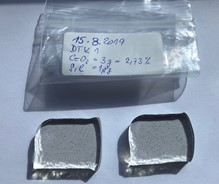 15.8.2019
DTK 1
CeO₂ = 3g = 2,73%